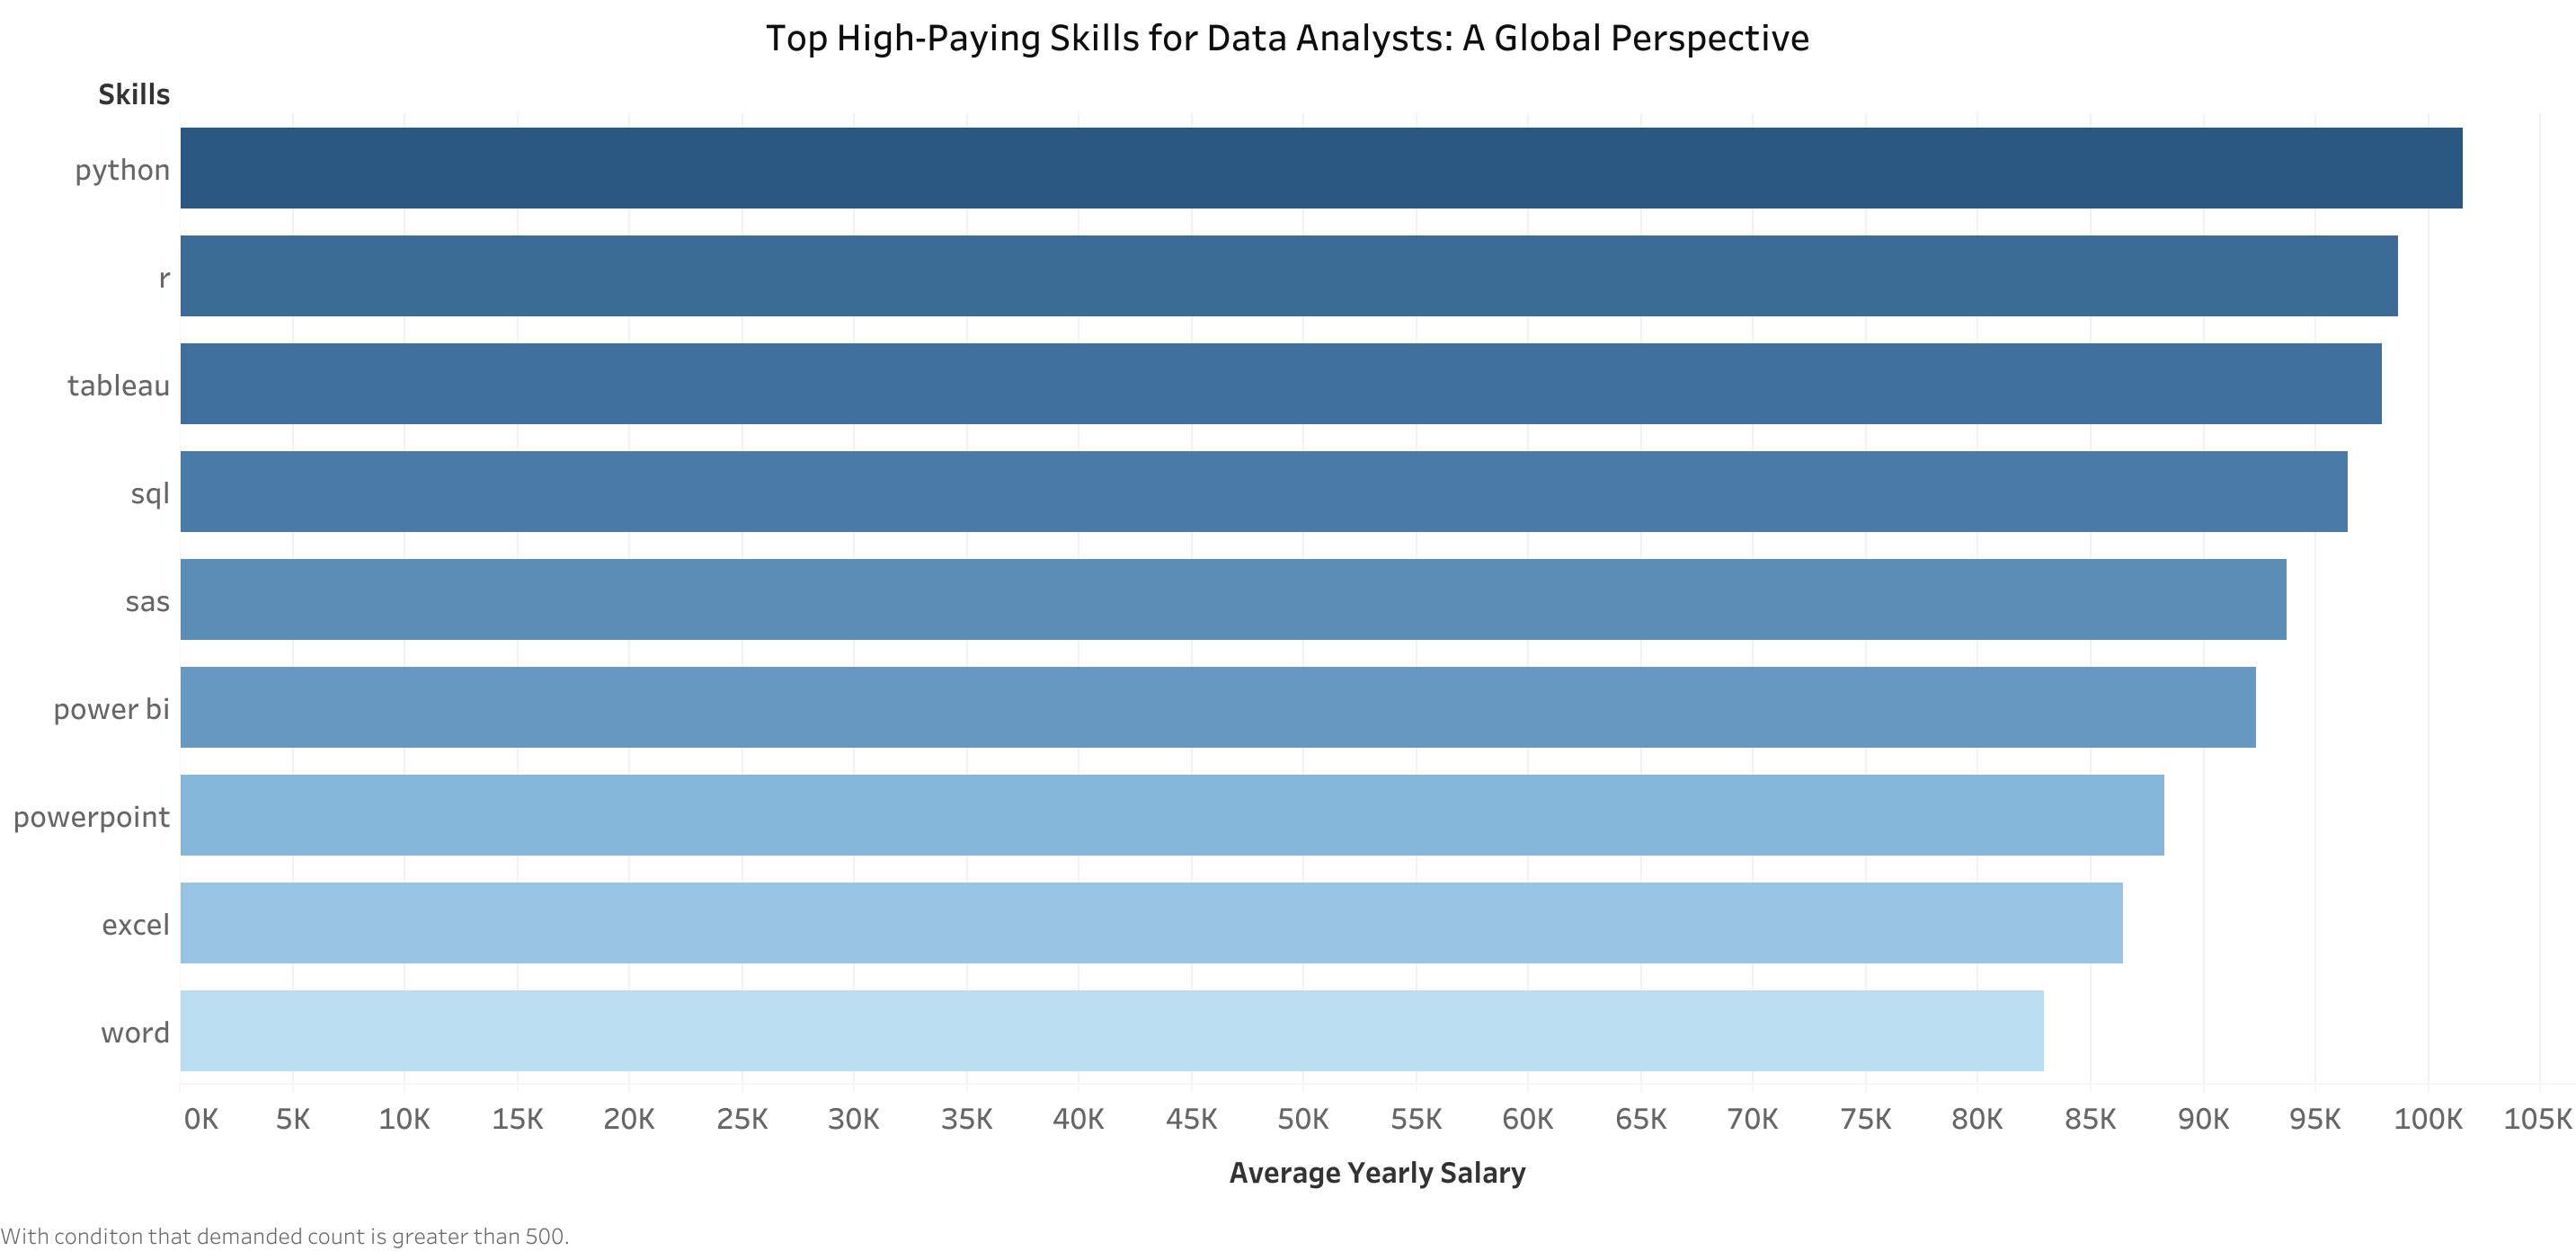 Top High-Paying Skills for Data Analysts: A Global Perspective
Skills
python
r
tableau
sql
sas
power bi
powerpoint
excel
word
0K 5K 10K 15K 20K 25K 30K 35K 40K 45K 50K 55K 60K 65K 70K 75K 80K 85K 90K 95K 100K 105K
Average Yearly Salary
With conditon that demanded count is greater than 500.